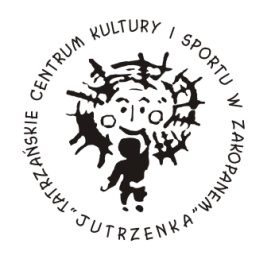 TATRZAŃSKIE CENTRUM KULTURY I SPORTU W ZAKOPANEM
„JUTRZENKA”